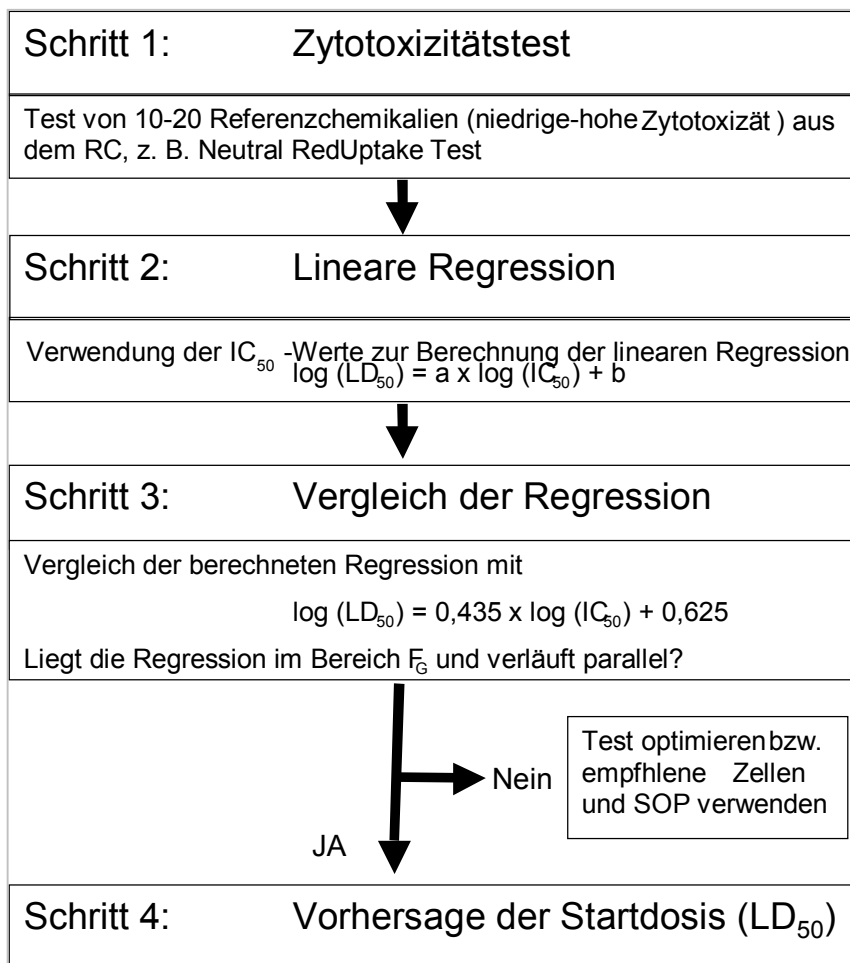 Schritt 1: Zytotoxizitätstest
Test von 10-20 Referenzchemikalien (niedrige-hohe Zytotoxizät ) aus
dem RC, z. B. Neutral RedUptake Test
Schritt 2: Lineare Regression
Verwendung der IC50 -Werte zur Berechnung der linearen Regression
log (LD50) = a x log (IC50) + b
Schritt 3: Vergleich der Regression
Vergleich der berechneten Regression mit
log (LD50) = 0,435 x log (IC50) + 0,625
Liegt die Regression im Bereich FG und verläuft parallel?
Nein
Test optimieren bzw.
empfhlene Zellen
und SOP verwenden
JA
Schritt 4: Vorhersage der Startdosis (LD50)